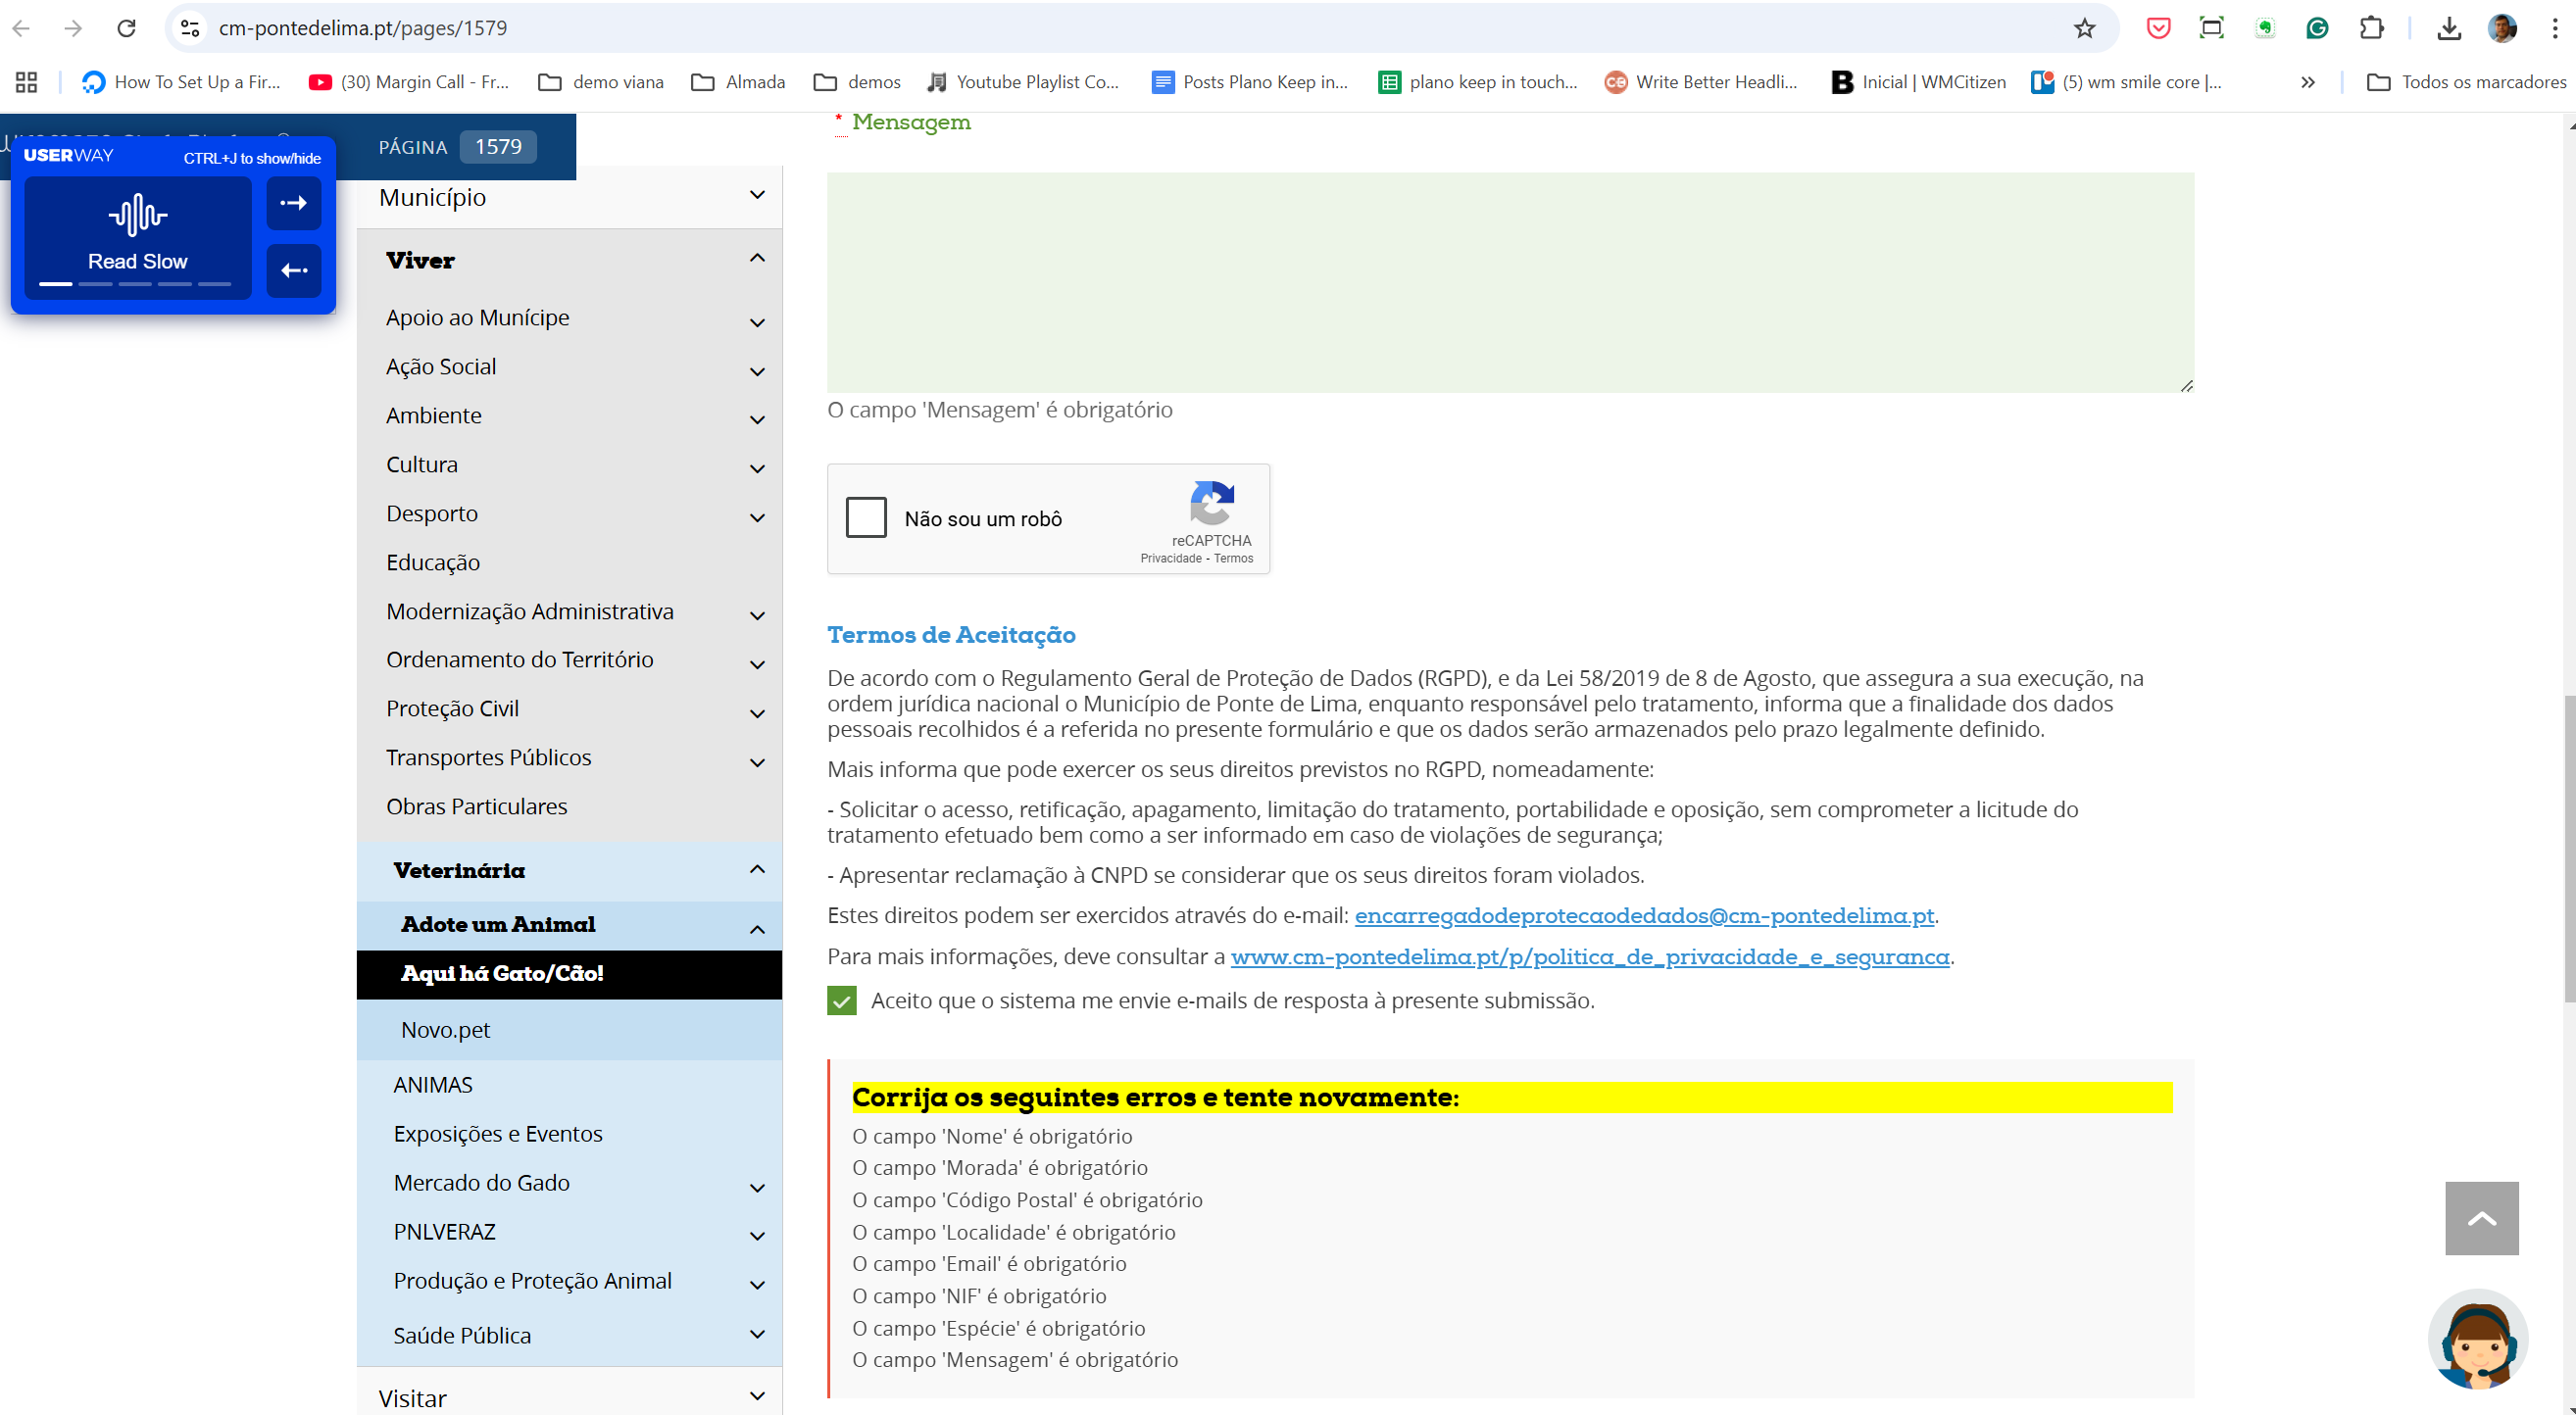 cm-pontedelima.pt/pages/1579
How To Set Up a Fir...
(30) Margin Call - Fr...
demo viana
Almada
demos
Youtube Playlist Co...
Posts Plano Keep in...
plano keep in touch...
Write Better Headli...
Inicial | WMCitizen
(5) wm smile core |...
»
Todos os marcadores
USERWAY
CTRL+J to show/hide
Read Slow
PÁGINA 1579
Município
Viver
Apoio ao Munícipe
Ação Social
Ambiente
Cultura
Desporto
Educação
Modernização Administrativa
Ordenamento do Território
Proteção Civil
Transportes Públicos
Obras Particulares
Veterinária
Adote um Animal
Aqui há Gato/Cão!
Novo.pet
ANIMAS
Exposições e Eventos
Mercado do Gado
PNLVERAZ
Produção e Proteção Animal
Saúde Pública
Visitar
* Mensagem
O campo 'Mensagem' é obrigatório
Não sou um robô
reCAPTCHA
Privacidade - Termos
Termos de Aceitação
De acordo com o Regulamento Geral de Proteção de Dados (RGPD), e da Lei 58/2019 de 8 de Agosto, que assegura a sua execução, na
ordem jurídica nacional o Município de Ponte de Lima, enquanto responsável pelo tratamento, informa que a finalidade dos dados
pessoais recolhidos é a referida no presente formulário e que os dados serão armazenados pelo prazo legalmente definido.
Mais informa que pode exercer os seus direitos previstos no RGPD, nomeadamente:
- Solicitar o acesso, retificação, apagamento, limitação do tratamento, portabilidade e oposição, sem comprometer a licitude do
tratamento efetuado bem como a ser informado em caso de violações de segurança;
- Apresentar reclamação à CNPD se considerar que os seus direitos foram violados.
Estes direitos podem ser exercidos através do e-mail: encarregadodeprotecaodedados@cm-pontedelima.pt.
Para mais informações, deve consultar a www.cm-pontedelima.pt/p/politica_de_privacidade_e_seguranca.
Aceito que o sistema me envie e-mails de resposta à presente submissão.
Corrija os seguintes erros e tente novamente:
O campo 'Nome' é obrigatório
O campo 'Morada' é obrigatório
O campo 'Código Postal' é obrigatório
O campo 'Localidade' é obrigatório
O campo 'Email' é obrigatório
O campo 'NIF' é obrigatório
O campo 'Espécie' é obrigatório
O campo 'Mensagem' é obrigatório